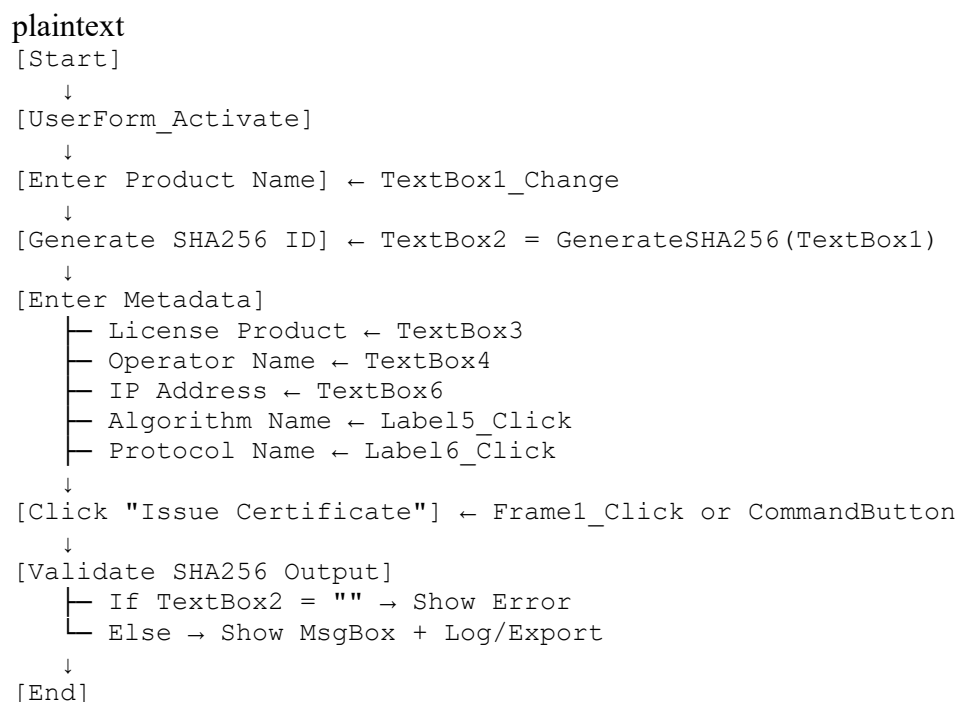 plaintext
[Start]
   ↓
[UserForm_Activate]
   ↓
[Enter Product Name] ← TextBox1_Change
   ↓
[Generate SHA256 ID] ← TextBox2 = GenerateSHA256(TextBox1)
   ↓
[Enter Metadata]
   ├─ License Product ← TextBox3
   ├─ Operator Name ← TextBox4
   ├─ IP Address ← TextBox6
   ├─ Algorithm Name ← Label5_Click
   ├─ Protocol Name ← Label6_Click
   ↓
[Click "Issue Certificate"] ← Frame1_Click or CommandButton
   ↓
[Validate SHA256 Output]
   ├─ If TextBox2 = "" → Show Error
   └─ Else → Show MsgBox + Log/Export
   ↓
[End]